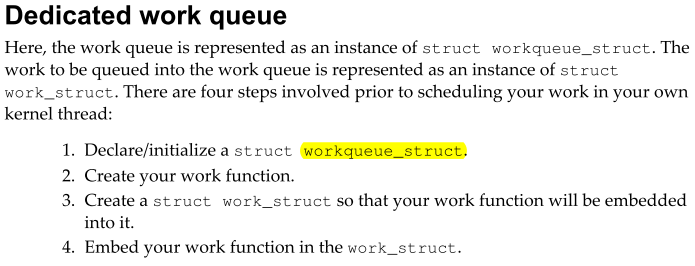 Dedicated work queue
Here, the work queue is represented as an instance of struct workqueue_struct. The
work to be queued into the work queue is represented as an instance of struct
work_struct. There are four steps involved prior to scheduling your work in your own
kernel thread:
1. Declare/initialize a struct workqueue_struct.
2. Create your work function.
3. Create a struct work_struct so that your work function will be embedded
into it.
4. Embed your work function in the work_struct.